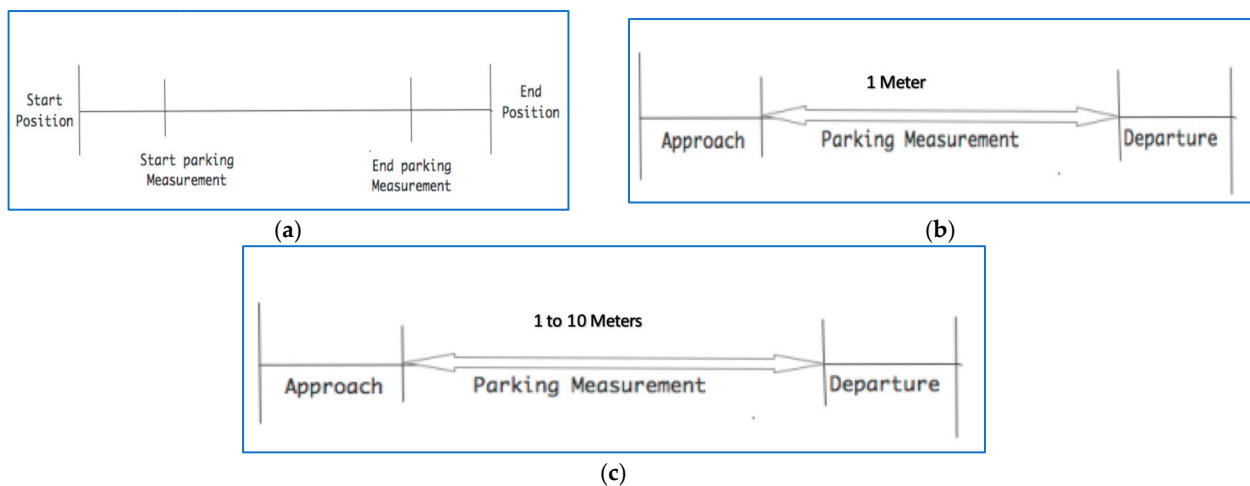 Start
Position
Start parking
Measurement
End parking
Measurement
End
Position
(a)
1 Meter
Approach
Parking Measurement
Departure
(b)
1 to 10 Meters
Approach
Parking Measurement
Departure
(c)